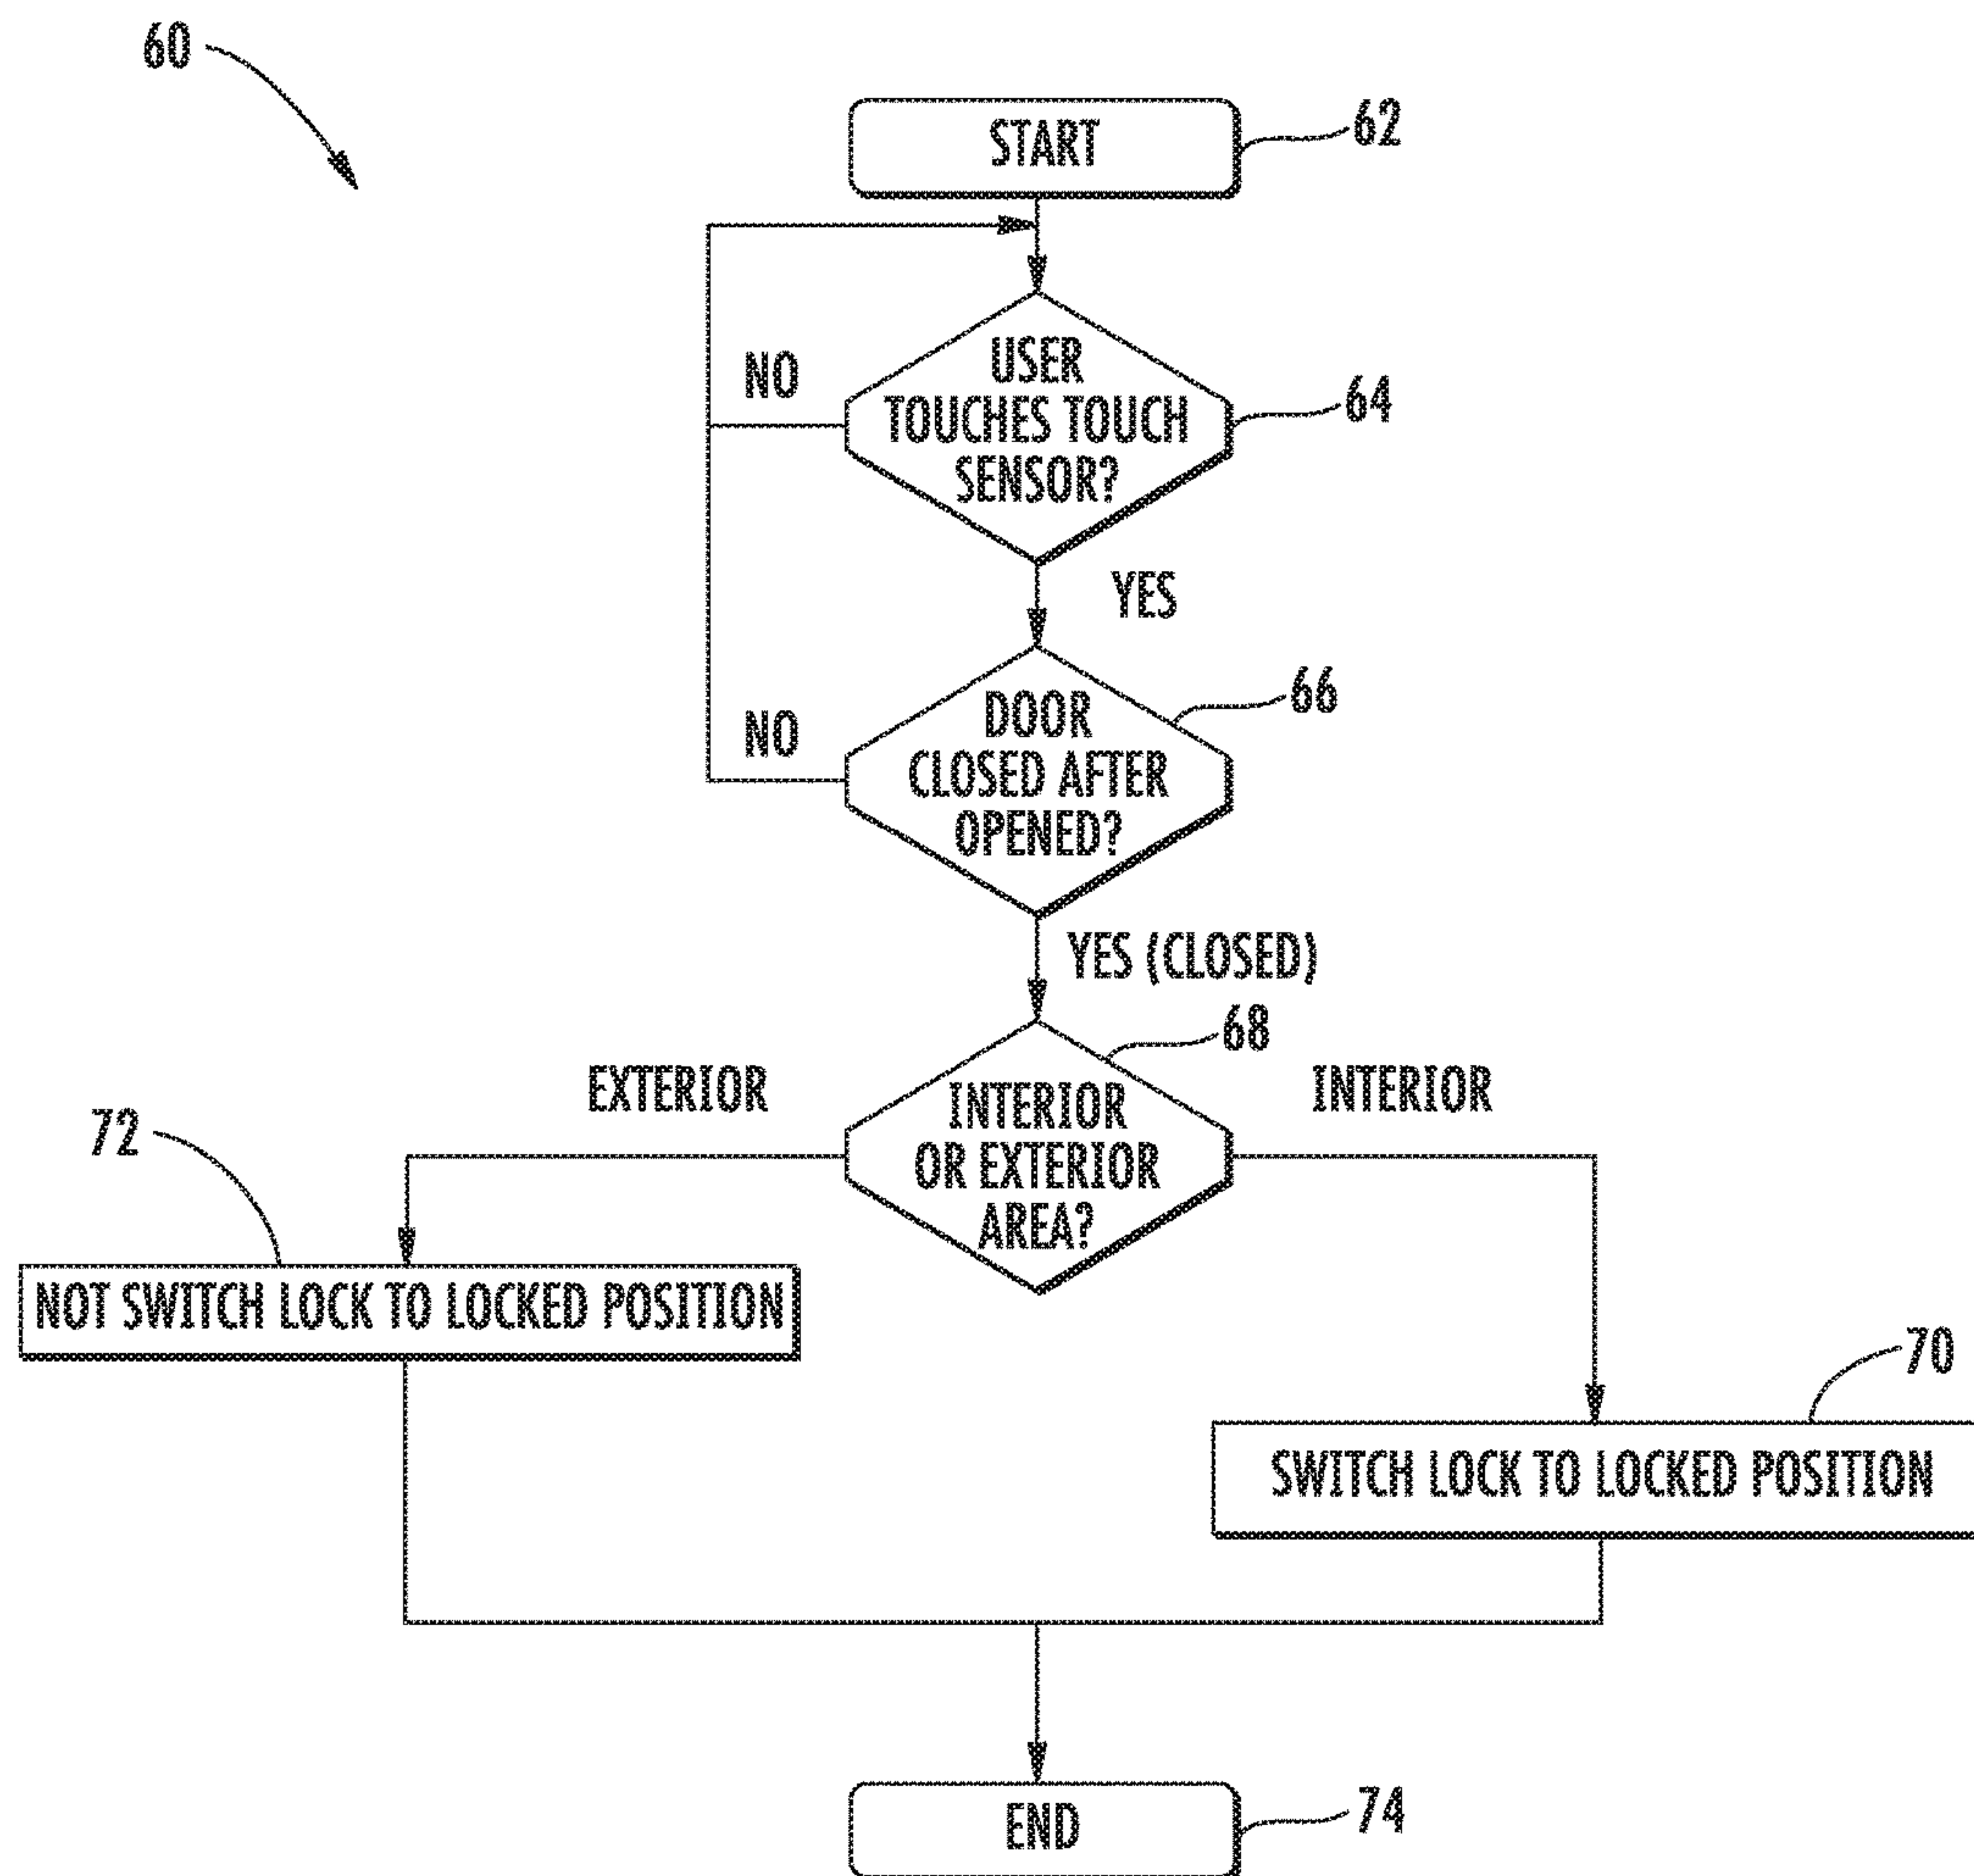 60
START
62
NO
USER
TOUCHES TOUCH
SENSOR?
64
YES
NO
DOOR
CLOSED AFTER
OPENED?
66
YES (CLOSED)
68
EXTERIOR
INTERIOR
OR EXTERIOR
AREA?
INTERIOR
72
NOT SWITCH LOCK TO LOCKED POSITION
70
SWITCH LOCK TO LOCKED POSITION
END
74